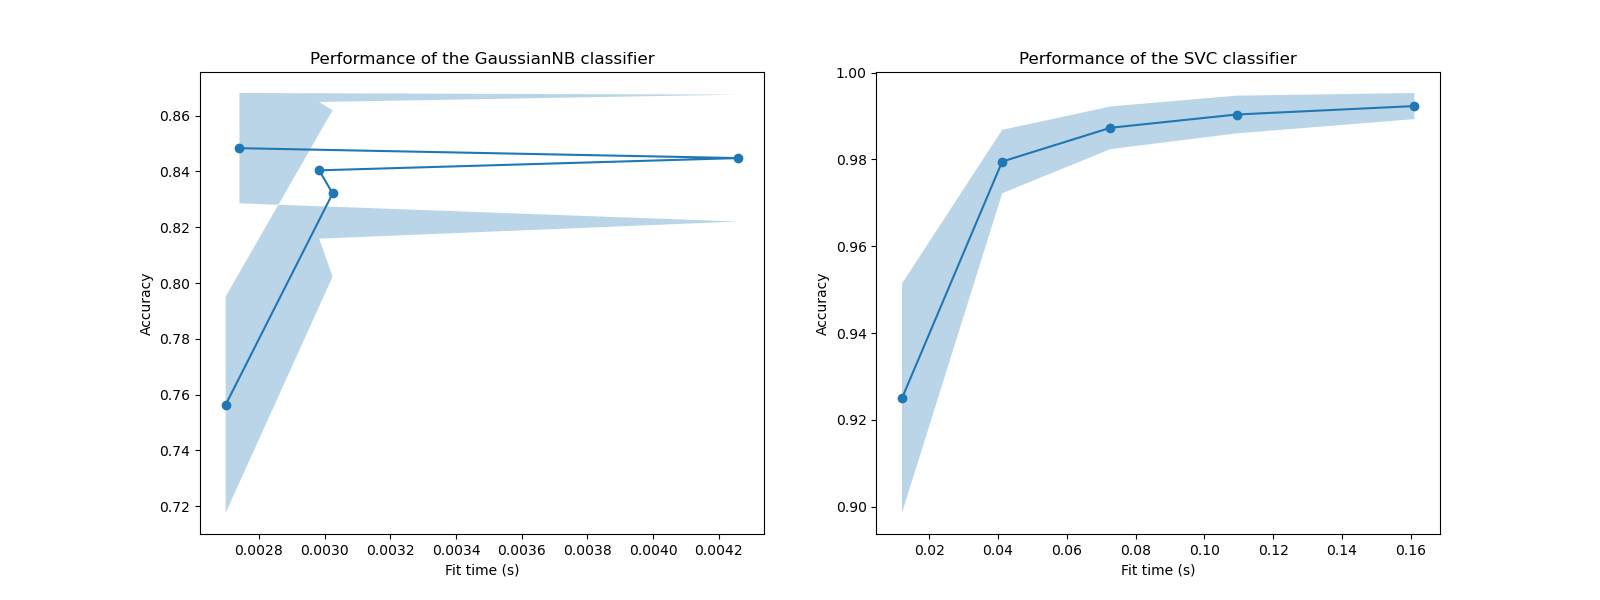 Performance of the GaussianNB classifier
0.86
0.84
0.82
0.80
0.78
0.76
0.74
0.72
Accuracy
0.0028 0.0030 0.0032 0.0034 0.0036 0.0038 0.0040 0.0042
Fit time (s)
Performance of the SVC classifier
1.00
0.98
0.96
0.94
0.92
0.90
Accuracy
0.02 0.04 0.06 0.08 0.10 0.12 0.14 0.16
Fit time (s)